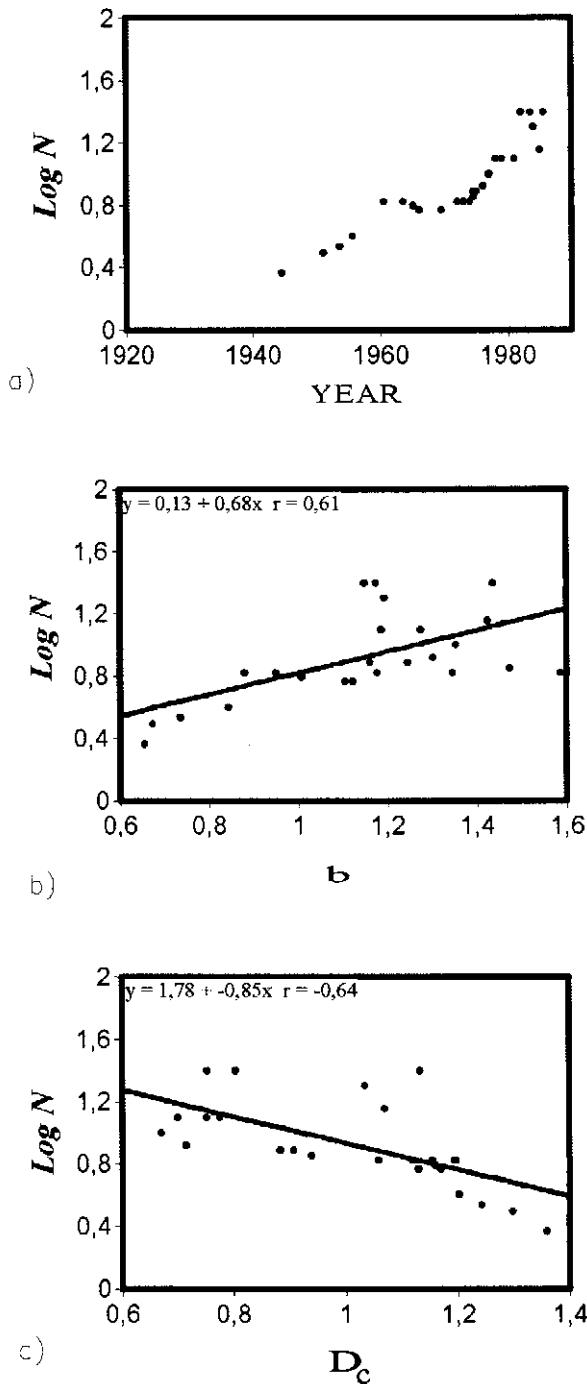 2
1,6
1,2
0,8
0,4
0
Log N
1920 1940 1960 1980
YEAR
a)
y = 0,13 + 0,68x r = 0,61
2
1,6
1,2
0,8
0,4
0
Log N
0,6 0,8 1 1,2 1,4 1,6
b
b)
y = 1,78 + -0,85x r = -0,64
2
1,6
1,2
0,8
0,4
0
Log N
0,6 0,8 1 1,2 1,4
Dc
c)